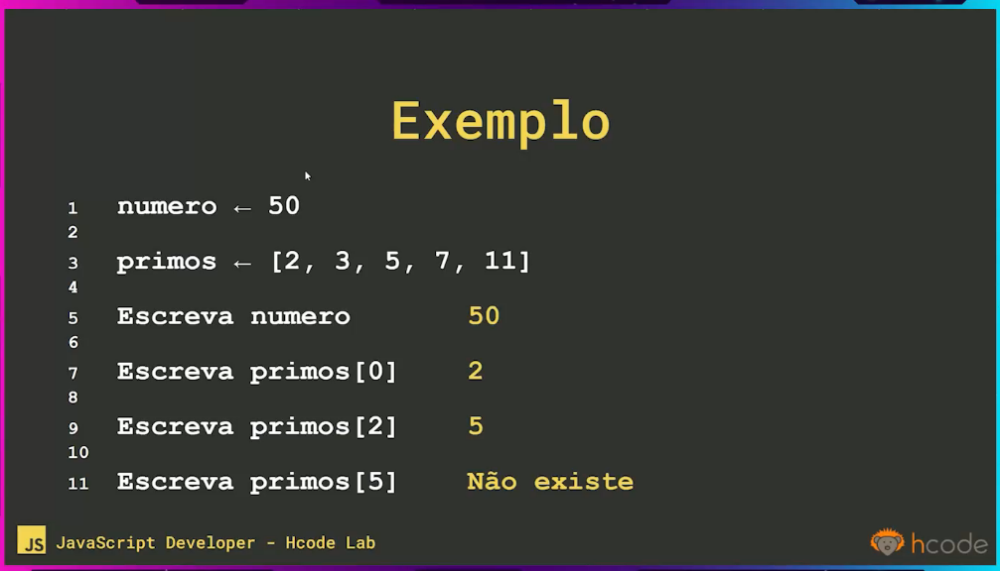 Exemplo
1 numero ← 50
2
3 primos ← [2, 3, 5, 7, 11]
4
5 Escreva numero 50
6
7 Escreva primos[0] 2
8
9 Escreva primos[2] 5
10
11 Escreva primos[5] Não existe
JS JavaScript Developer - Hcode Lab
hcode